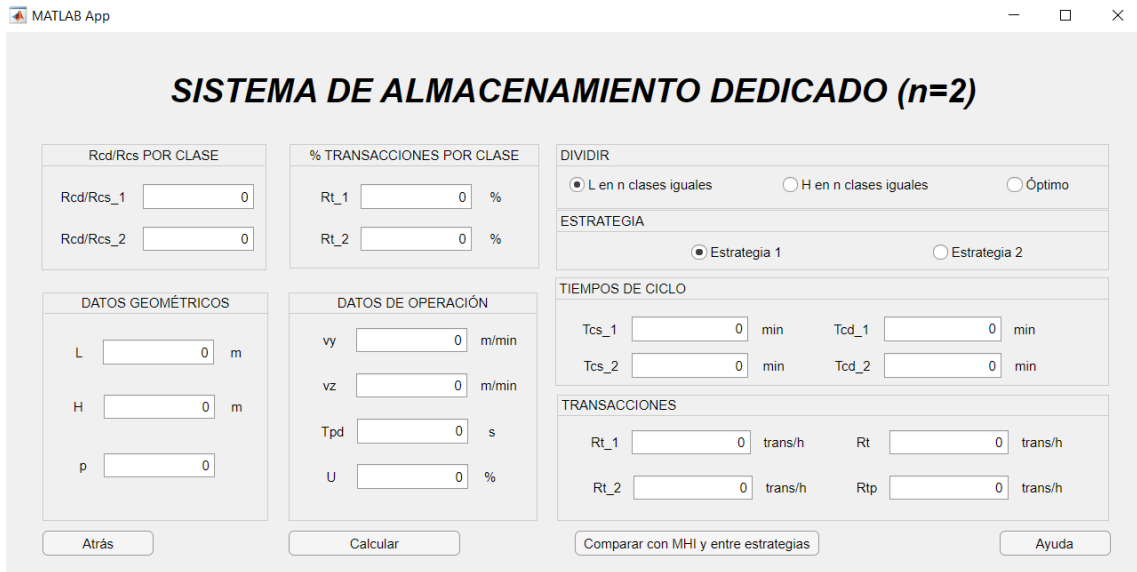 MATLAB App
SISTEMA DE ALMACENAMIENTO DEDICADO (n=2)
Rcd/Rcs POR CLASE
Rcd/Rcs_1 0
Rcd/Rcs_2 0
% TRANSACCIONES POR CLASE
Rt_1 0 %
Rt_2 0 %
DIVIDIR
L en n clases iguales H en n clases iguales Óptimo
ESTRATEGIA
Estrategia 1 Estrategia 2
DATOS GEOMÉTRICOS
L 0 m
H 0 m
p 0
DATOS DE OPERACIÓN
vy 0 m/min
vz 0 m/min
Tpd 0 s
U 0 %
TIEMPOS DE CICLO
Tcs_1 0 min Tcd_1 0 min
Tcs_2 0 min Tcd_2 0 min
TRANSACCIONES
Rt_1 0 trans/h Rt 0 trans/h
Rt_2 0 trans/h Rtp 0 trans/h
Atrás Calcular Comparar con MHI y entre estrategias Ayuda